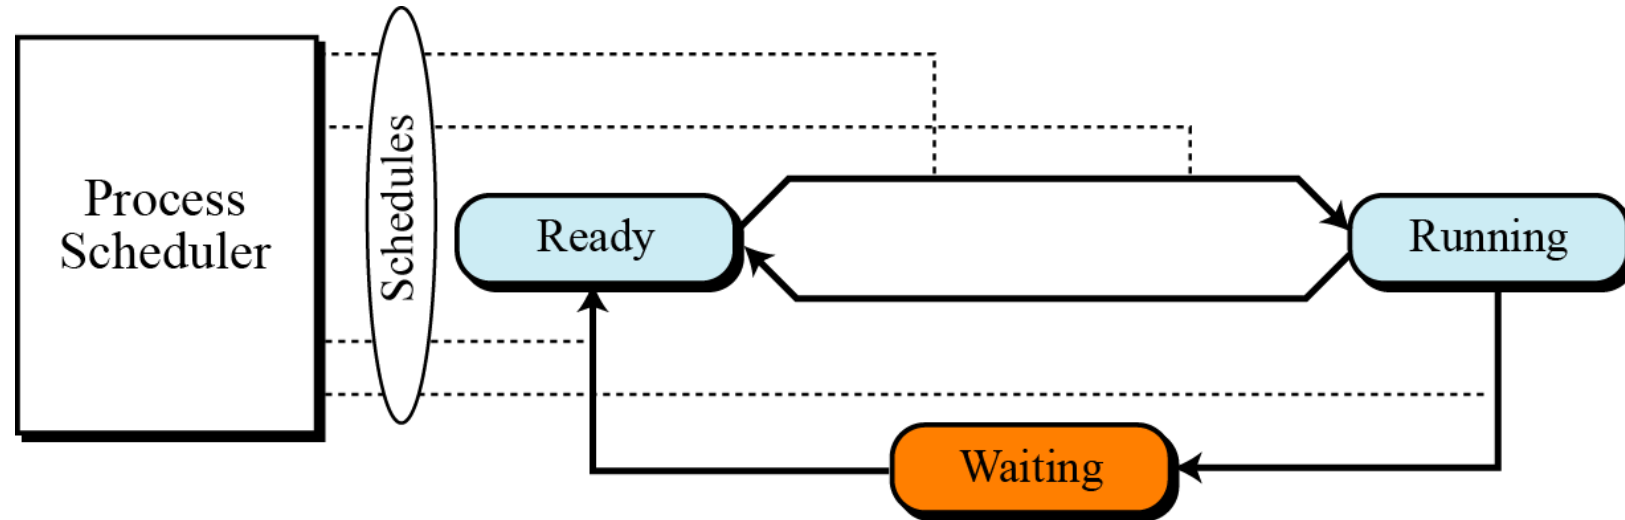 Process
Scheduler
Schedules
Ready
Running
Waiting